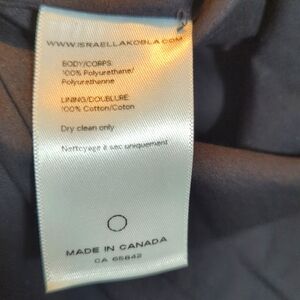 WWW.ISRAELLAKOBLA.COM
BODY/CORPS:
100% Polyurethane/
Polyurethanne
LINING/DOUBLURE:
100% Cotton/Coton
Dry clean only
Nettoyage à sec uniquement
MADE IN CANADA
CA 65842